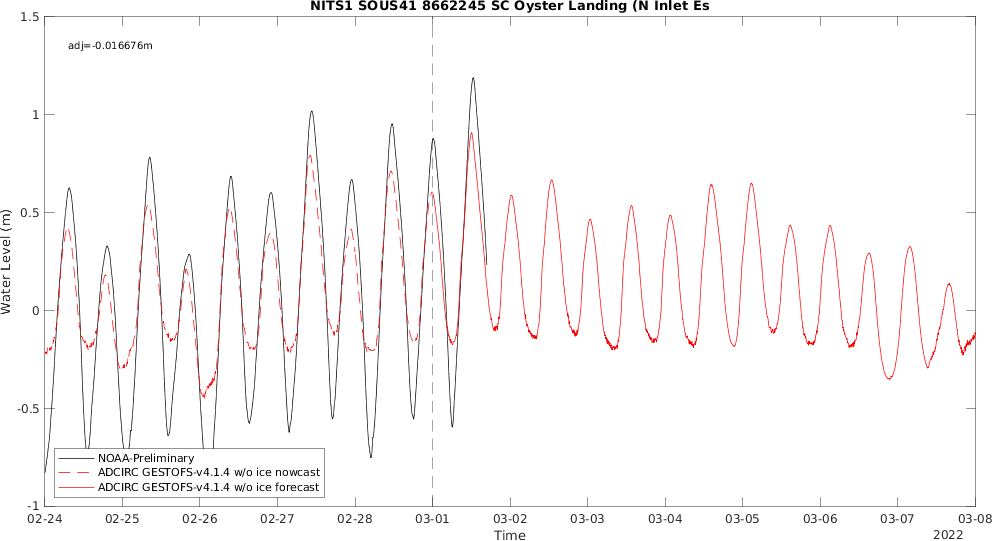 NITS1 SOUS41 8662245 SC Oyster Landing (N Inlet Es
adj=-0.016676m
1.5
1
0.5
0
-0.5
-1
Water Level (m)
NOAA-Preliminary
ADCIRC GESTOFS-v4.1.4 w/o ice nowcast
ADCIRC GESTOFS-v4.1.4 w/o ice forecast
02-24 02-25 02-26 02-27 02-28 03-01 03-02 03-03 03-04 03-05 03-06 03-07 03-08
Time
2022